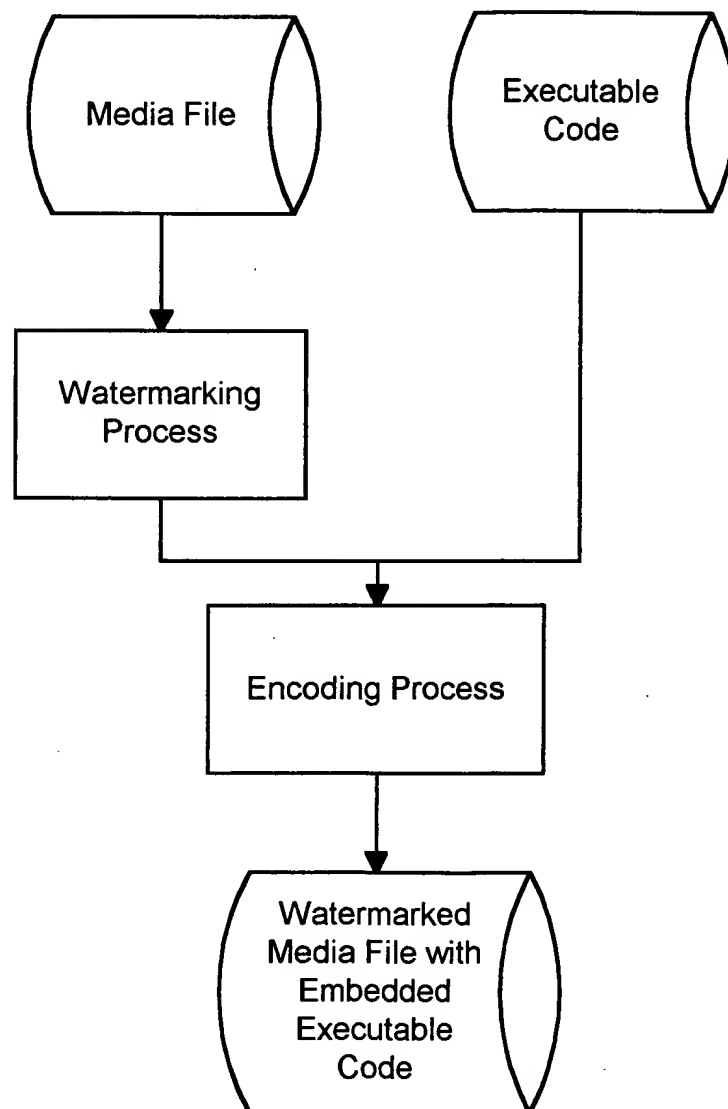 Media File
Executable
Code
Watermarking
Process
Encoding Process
Watermarked
Media File with
Embedded
Executable
Code